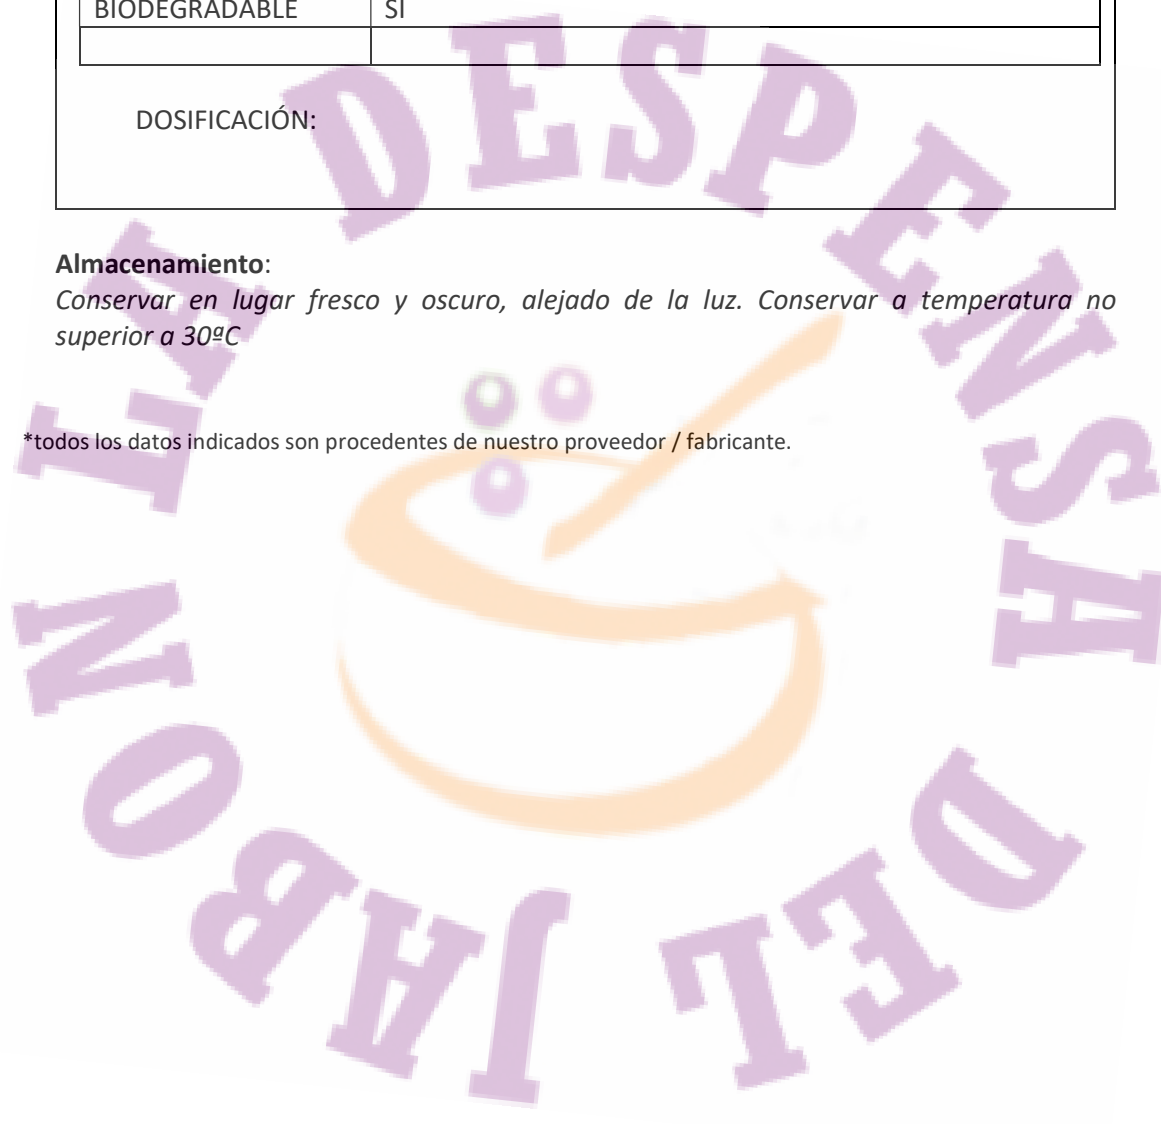 BIODEGRADABLE SI
DOSIFICACIÓN:
Almacenamiento:
Conservar en lugar fresco y oscuro, alejado de la luz. Conservar a temperatura no
superior a 30ªC
*todos los datos indicados son procedentes de nuestro proveedor / fabricante.
LA DESPENSA DEL JABON